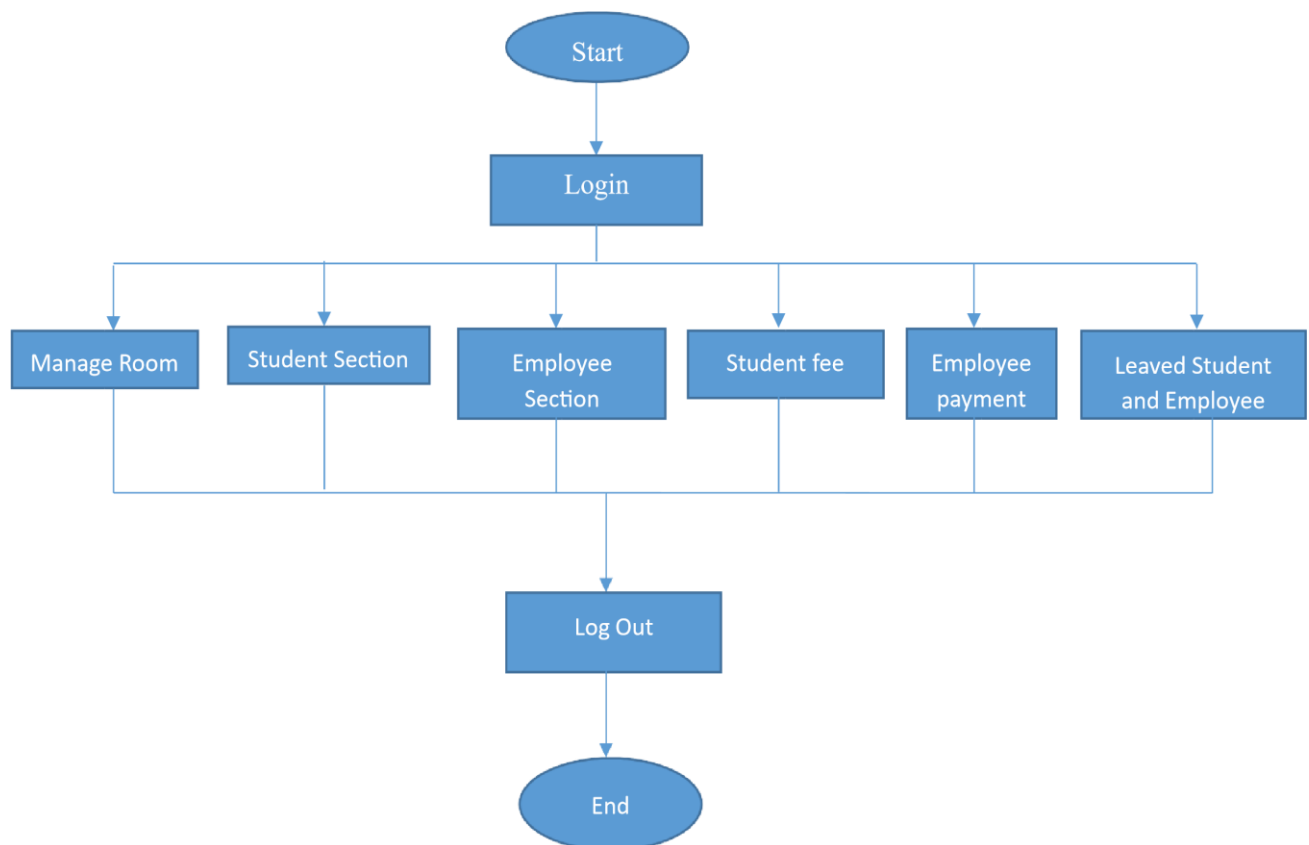 Start
Login
Manage Room
Student Section
Employee
Section
Student fee
Employee
payment
Leaved Student
and Employee
Log Out
End